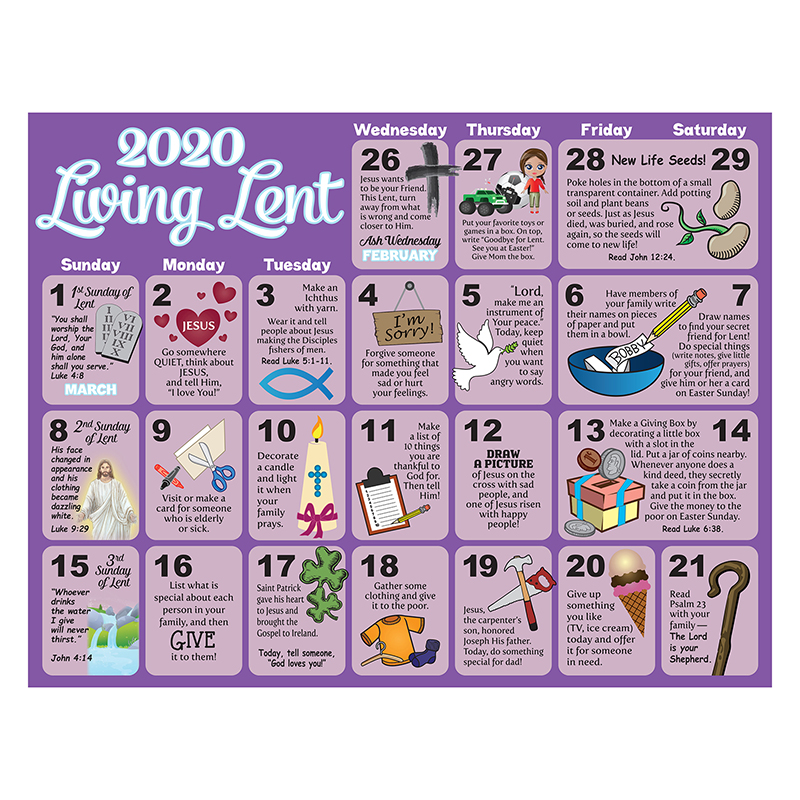 2020
Living Lent
Wednesday
Thursday
Friday
Saturday
26
Jesus wants
to be your Friend.
This Lent, turn
away from what
is wrong and come
closer to Him.
Ash Wednesday
FEBRUARY
27
Put your favorite toys or
games in a box. On top,
write "Goodbye for Lent.
See you at Easter!"
Give Mom the box.
28 New Life Seeds! 29
Poke holes in the bottom of a small
transparent container. Add potting
soil and plant beans
or seeds. Just as Jesus
died, was buried, and rose
again, so the seeds will
come to new life!
Read John 12:24.
Sunday
Monday
Tuesday
1 1st Sunday of
Lent
"You shall
worship the
Lord, Your
God, and
him alone
shall you serve."
Luke 4:8
I II III IV V
VI VII VIII IX X
MARCH
2
JESUS
Go somewhere
QUIET, think about
JESUS,
and tell Him,
"I love You!"
3
Make an
Ichthus
with yarn.
Wear it and tell
people about Jesus
making the Disciples
fishers of men.
Read Luke 5:1-11.
4
I'm
Sorry!
Forgive someone
for something that
made you feel
sad or hurt
your feelings.
5
"Lord,
make me an
instrument of
Your peace."
Today, keep
quiet
when
you want
to say
angry words.
6
Have members of
your family write
their names on pieces
of paper and put
them in a bowl.
BOBBY
7
Draw names
to find your secret
friend for Lent!
Do special things
(write notes, give little
gifts, offer prayers)
for your friend, and
give him or her a card
on Easter Sunday!
8 2nd Sunday
of Lent
His face
changed in
appearance
and his
clothing
became
dazzling
white.
Luke 9:29
9
Visit or make a
card for someone
who is elderly
or sick.
10
Decorate
a candle
and light
it when
your
family
prays.
11
Make
a list of
10 things
you are
thankful to
God for.
Then tell
Him!
12
DRAW
A PICTURE
of Jesus on the
cross with sad
people, and
one of Jesus risen
with happy
people!
13
14
Make a Giving Box by
decorating a little box
with a slot in the
lid. Put a jar of coins nearby.
Whenever anyone does a
kind deed, they secretly
take a coin from the jar
and put it in the box.
Give the money to the
poor on Easter Sunday.
Read Luke 6:38.
15 3rd
Sunday
of Lent
"Whoever
drinks
the water
I give
will never
thirst."
John 4:14
16
List what is
special about each
person in your
family, and then
GIVE
it to them!
17
Saint Patrick
gave his heart
to Jesus and
brought the
Gospel to Ireland.
Today, tell someone,
"God loves you!"
18
Gather some
clothing and give
it to the poor.
19
Jesus,
the carpenter's
son, honored
Joseph His father.
Today, do something
special for dad!
20
Give up
something
you like
(TV, ice cream)
today and offer
it for someone
in need.
21
Read
Psalm 23
with your
family —
The Lord
is your
Shepherd.